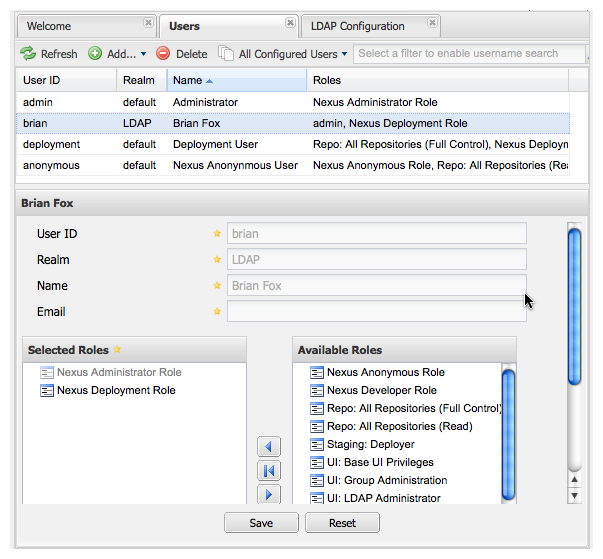 Welcome Users LDAP Configuration
Refresh Add... Delete All Configured Users Select a filter to enable username search
User ID Realm Name Roles
admin default Administrator Nexus Administrator Role
brian LDAP Brian Fox admin, Nexus Deployment Role
deployment default Deployment User Repo: All Repositories (Full Control), Nexus Deploym
anonymous default Nexus Anonynmous User Nexus Anonymous Role, Repo: All Repositories (Rea
Brian Fox
User ID brian
Realm LDAP
Name Brian Fox
Email
Selected Roles Available Roles
Nexus Administrator Role Nexus Anonymous Role
Nexus Deployment Role Nexus Developer Role
Repo: All Repositories (Full Control)
Repo: All Repositories (Read)
Staging: Deployer
UI: Base UI Privileges
UI: Group Administration
UI: LDAP Administrator
Save Reset